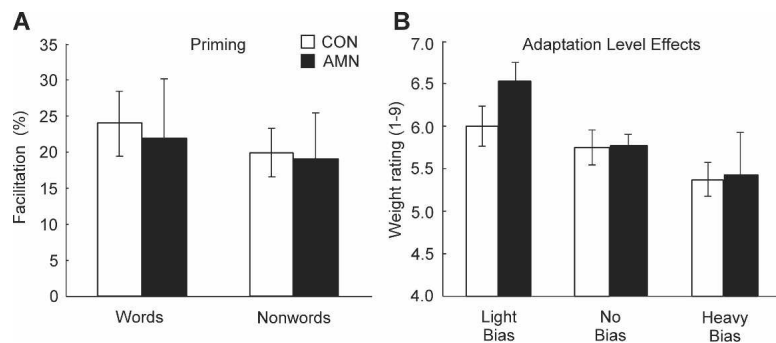 A
Priming
CON
AMN
Facilitation (%)
35
30
25
20
15
10
5
0
Words
Nonwords
B
Adaptation Level Effects
Weight rating (1-9)
7.0
6.5
6.0
5.5
5.0
4.5
4.0
Light
Bias
No
Bias
Heavy
Bias